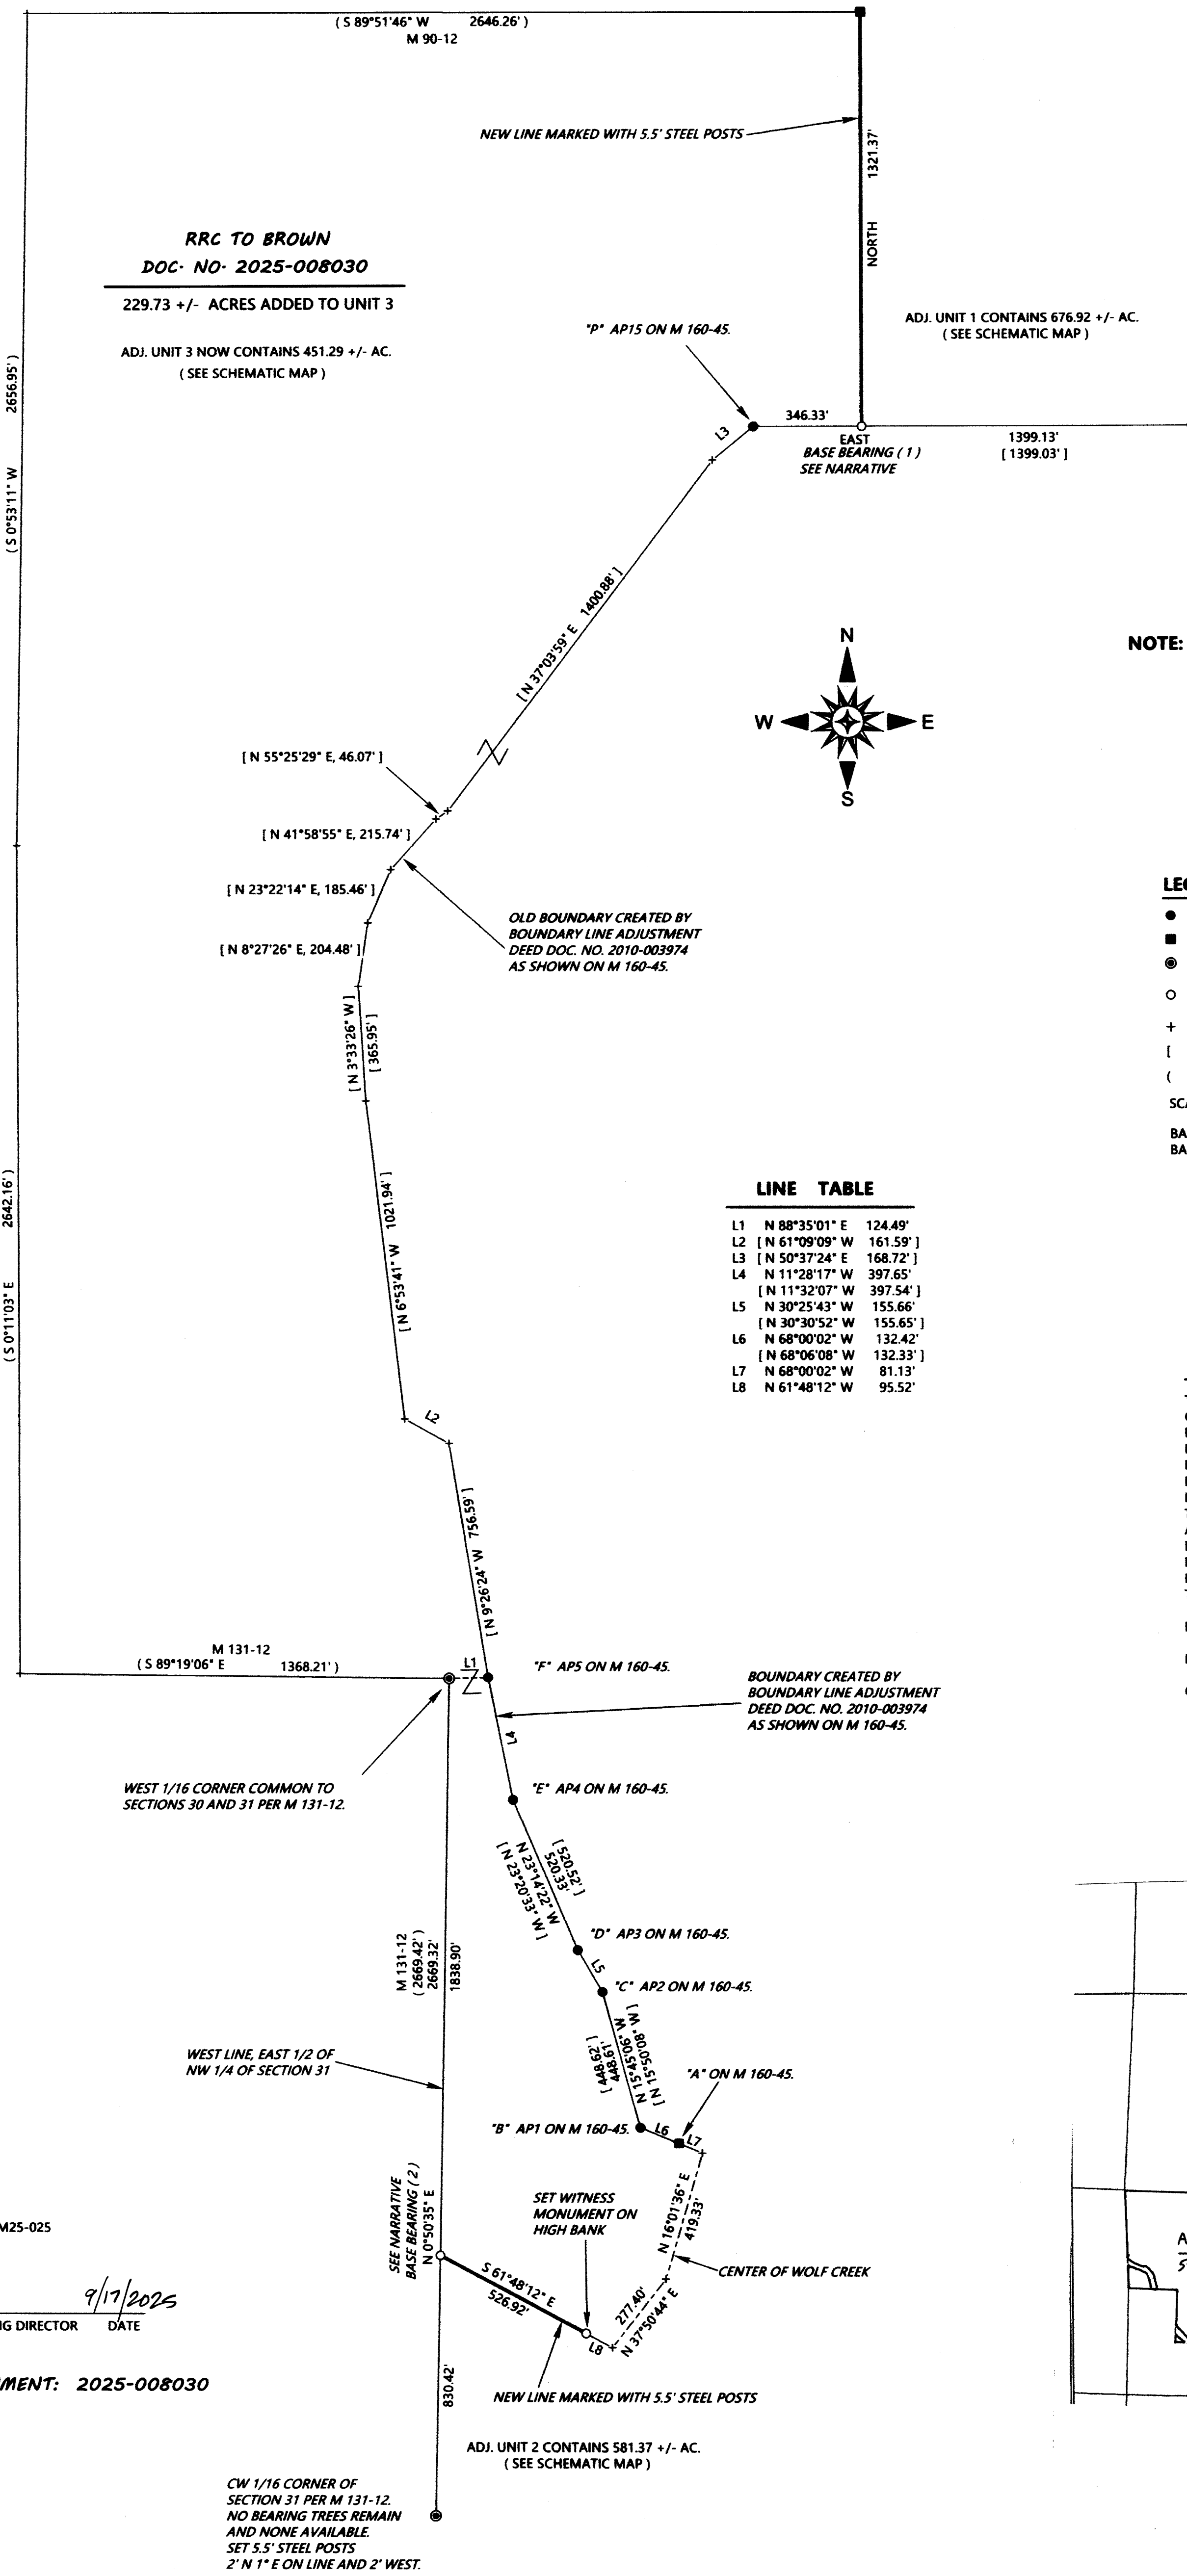 ( S 89°51'46" W 2646.26' )
M 90-12
NEW LINE MARKED WITH 5.5' STEEL POSTS
1321.37'
NORTH
RRC TO BROWN
DOC. NO. 2025-008030
229.73 +/- ACRES ADDED TO UNIT 3
ADJ. UNIT 3 NOW CONTAINS 451.29 +/- AC.
( SEE SCHEMATIC MAP )
ADJ. UNIT 1 CONTAINS 676.92 +/- AC.
( SEE SCHEMATIC MAP )
"P" AP15 ON M 160-45.
346.33'
L3
EAST
BASE BEARING ( 1 )
SEE NARRATIVE
1399.13'
[ 1399.03' ]
( S 0°53'11" W 2656.95' )
[ N 37°03'59" E 1400.88' ]
N
W
E
S
NOTE:
[ N 55°25'29" E, 46.07' ]
[ N 41°58'55" E, 215.74' ]
[ N 23°22'14" E, 185.46' ]
[ N 8°27'26" E, 204.48' ]
OLD BOUNDARY CREATED BY
BOUNDARY LINE ADJUSTMENT
DEED DOC. NO. 2010-003974
AS SHOWN ON M 160-45.
[ N 3°33'26" W ]
[ 365.95' ]
[ N 6°53'41" W 1021.94' ]
( S 0°11'03" E 2642.16' )
LINE TABLE
L1 N 88°35'01" E 124.49'
L2 [ N 61°09'09" W 161.59' ]
L3 [ N 50°37'24" E 168.72' ]
L4 N 11°28'17" W 397.65'
[ N 11°32'07" W 397.54' ]
L5 N 30°25'43" W 155.66'
[ N 30°30'52" W 155.65' ]
L6 N 68°00'02" W 132.42'
[ N 68°06'08" W 132.33' ]
L7 N 68°00'02" W 81.13'
L8 N 61°48'12" W 95.52'
L2
[ N 9°26'24" W 756.59' ]
M 131-12
( S 89°19'06" E 1368.21' )
L1
"F" AP5 ON M 160-45.
BOUNDARY CREATED BY
BOUNDARY LINE ADJUSTMENT
DEED DOC. NO. 2010-003974
AS SHOWN ON M 160-45.
L4
WEST 1/16 CORNER COMMON TO
SECTIONS 30 AND 31 PER M 131-12.
"E" AP4 ON M 160-45.
[ 520.52' ]
520.33'
N 23°14'22" W
[ N 23°20'33" W ]
"D" AP3 ON M 160-45.
L5
"C" AP2 ON M 160-45.
M 131-12
( 2669.42' )
2669.32'
1838.90'
[ 448.62' ]
448.61'
N 15°45'06" W
[ N 15°50'08" W ]
WEST LINE, EAST 1/2 OF
NW 1/4 OF SECTION 31
"A" ON M 160-45.
"B" AP1 ON M 160-45.
L6
L7
SEE NARRATIVE
BASE BEARING ( 2 )
N 0°50'35" E
SET WITNESS
MONUMENT ON
HIGH BANK
N 16°01'36" E
419.33'
CENTER OF WOLF CREEK
S 61°48'12" E
526.92'
277.40'
N 37°50'44" E
L8
NEW LINE MARKED WITH 5.5' STEEL POSTS
M25-025
9/17/2025
DIRECTOR DATE
2025-008030
830.42'
ADJ. UNIT 2 CONTAINS 581.37 +/- AC.
( SEE SCHEMATIC MAP )
CW 1/16 CORNER OF
SECTION 31 PER M 131-12.
NO BEARING TREES REMAIN
AND NONE AVAILABLE.
SET 5.5' STEEL POSTS
2' N 1° E ON LINE AND 2' WEST.